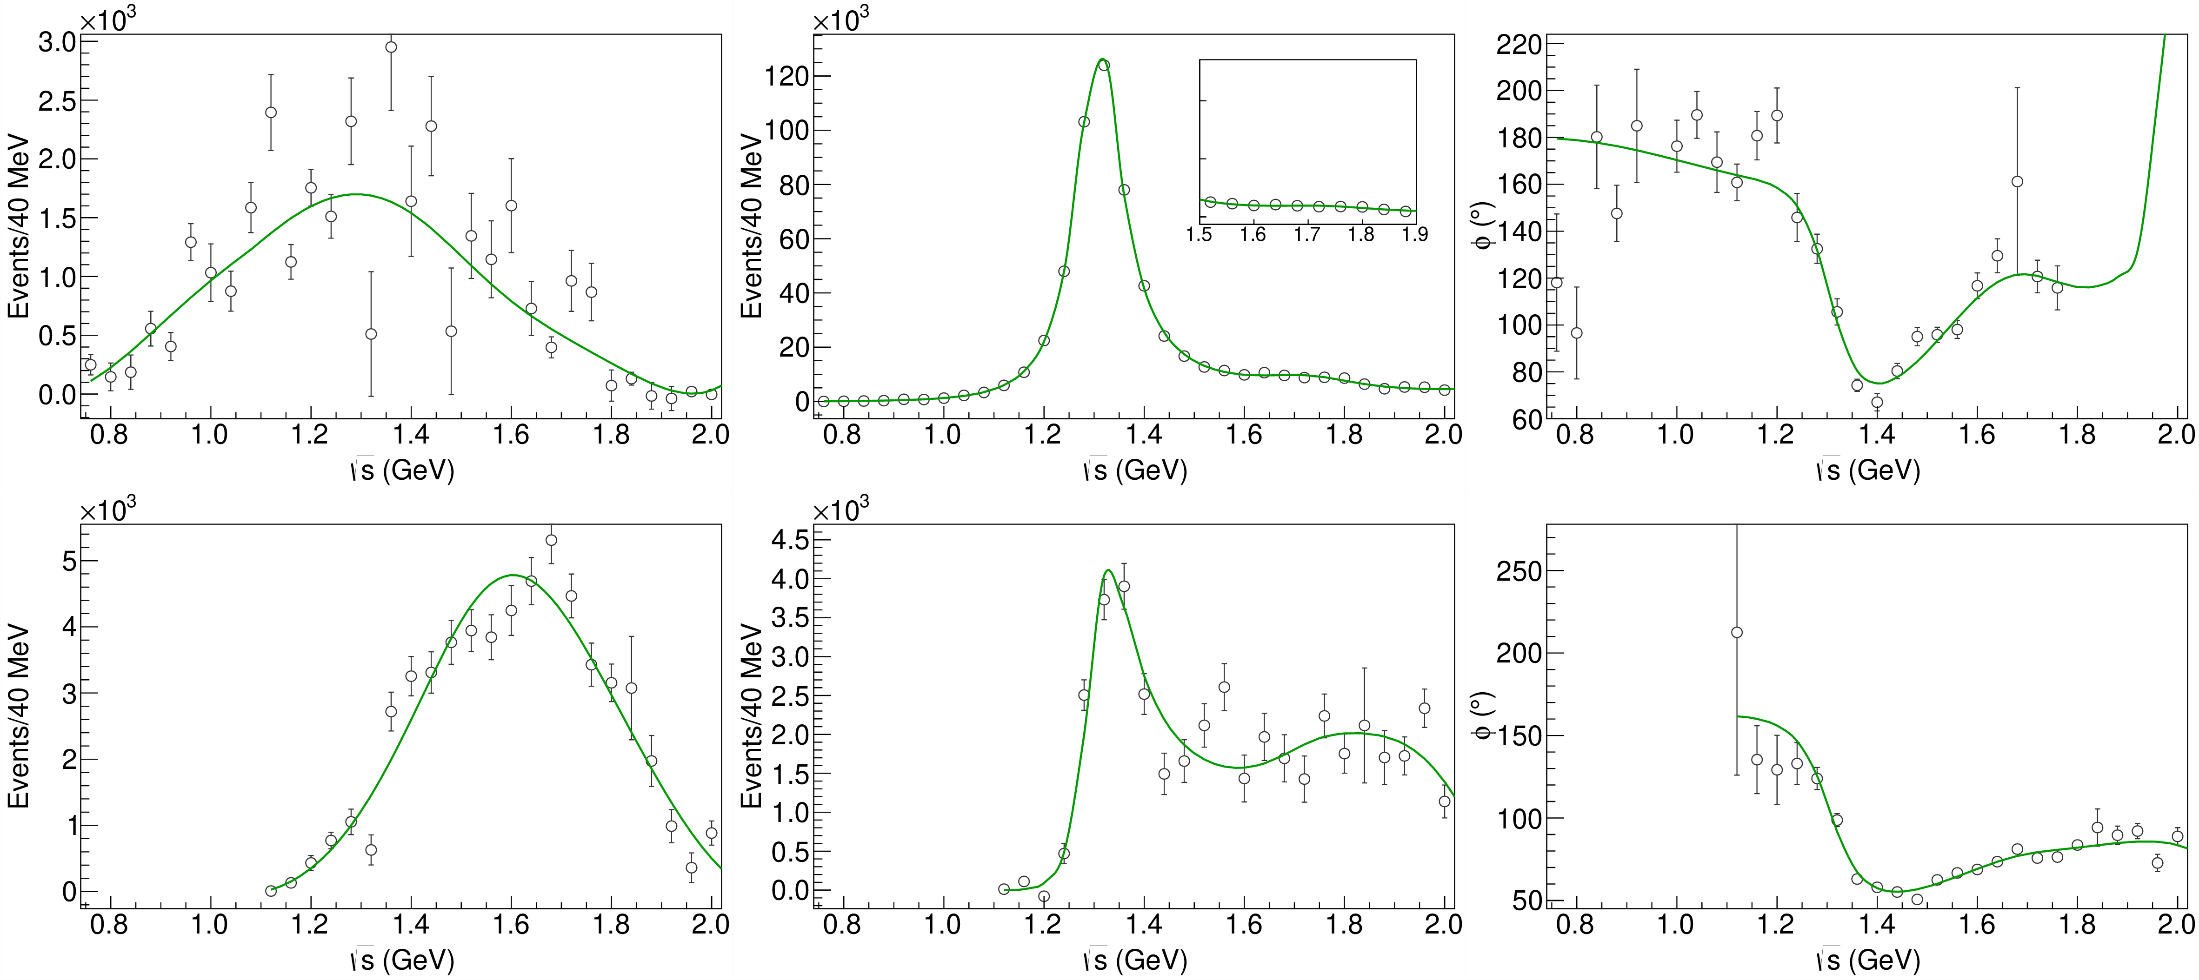 ×10³
3.0
2.5
2.0
1.5
1.0
0.5
0.0
Events/40 MeV
0.8 1.0 1.2 1.4 1.6 1.8 2.0
√s (GeV)
×10³
120
100
80
60
40
20
0
Events/40 MeV
1.5 1.6 1.7 1.8 1.9
0.8 1.0 1.2 1.4 1.6 1.8 2.0
√s (GeV)
220
200
180
160
140
120
100
80
60
ϕ (°)
0.8 1.0 1.2 1.4 1.6 1.8 2.0
√s (GeV)
×10³
5
4
3
2
1
0
Events/40 MeV
0.8 1.0 1.2 1.4 1.6 1.8 2.0
√s (GeV)
×10³
4.5
4.0
3.5
3.0
2.5
2.0
1.5
1.0
0.5
0.0
Events/40 MeV
0.8 1.0 1.2 1.4 1.6 1.8 2.0
√s (GeV)
250
200
150
100
50
ϕ (°)
0.8 1.0 1.2 1.4 1.6 1.8 2.0
√s (GeV)